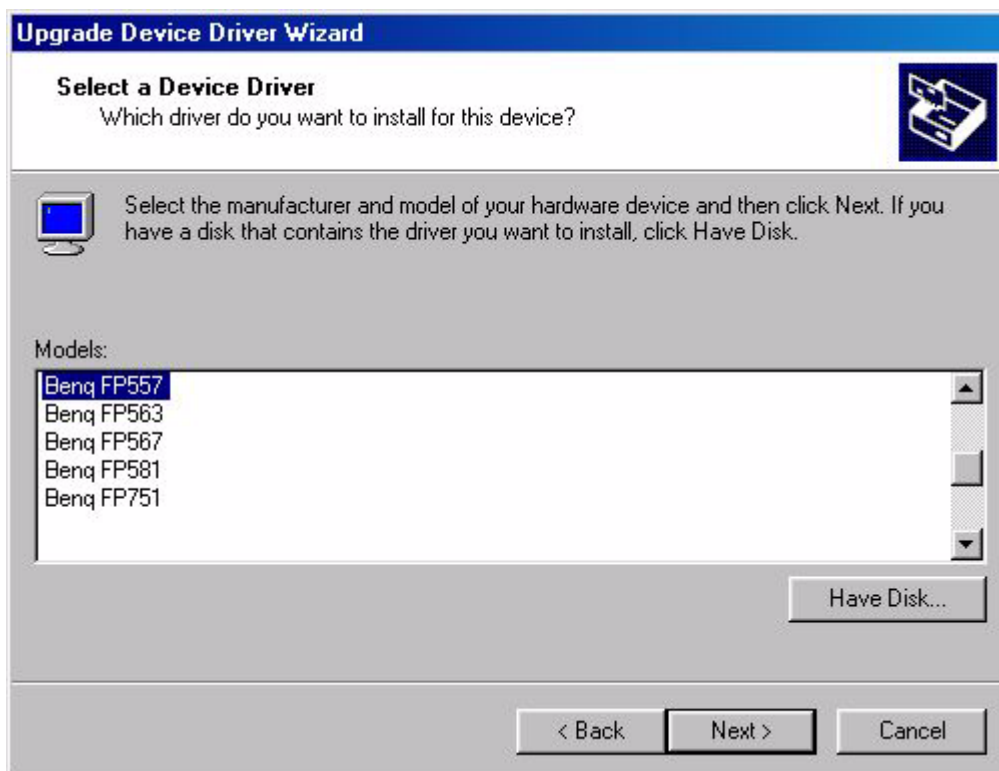 Upgrade Device Driver Wizard
Select a Device Driver
Which driver do you want to install for this device?
Select the manufacturer and model of your hardware device and then click Next. If you
have a disk that contains the driver you want to install, click Have Disk.
Models:
Benq FP557
Benq FP563
Benq FP567
Benq FP581
Benq FP751
Have Disk...
< Back
Next >
Cancel